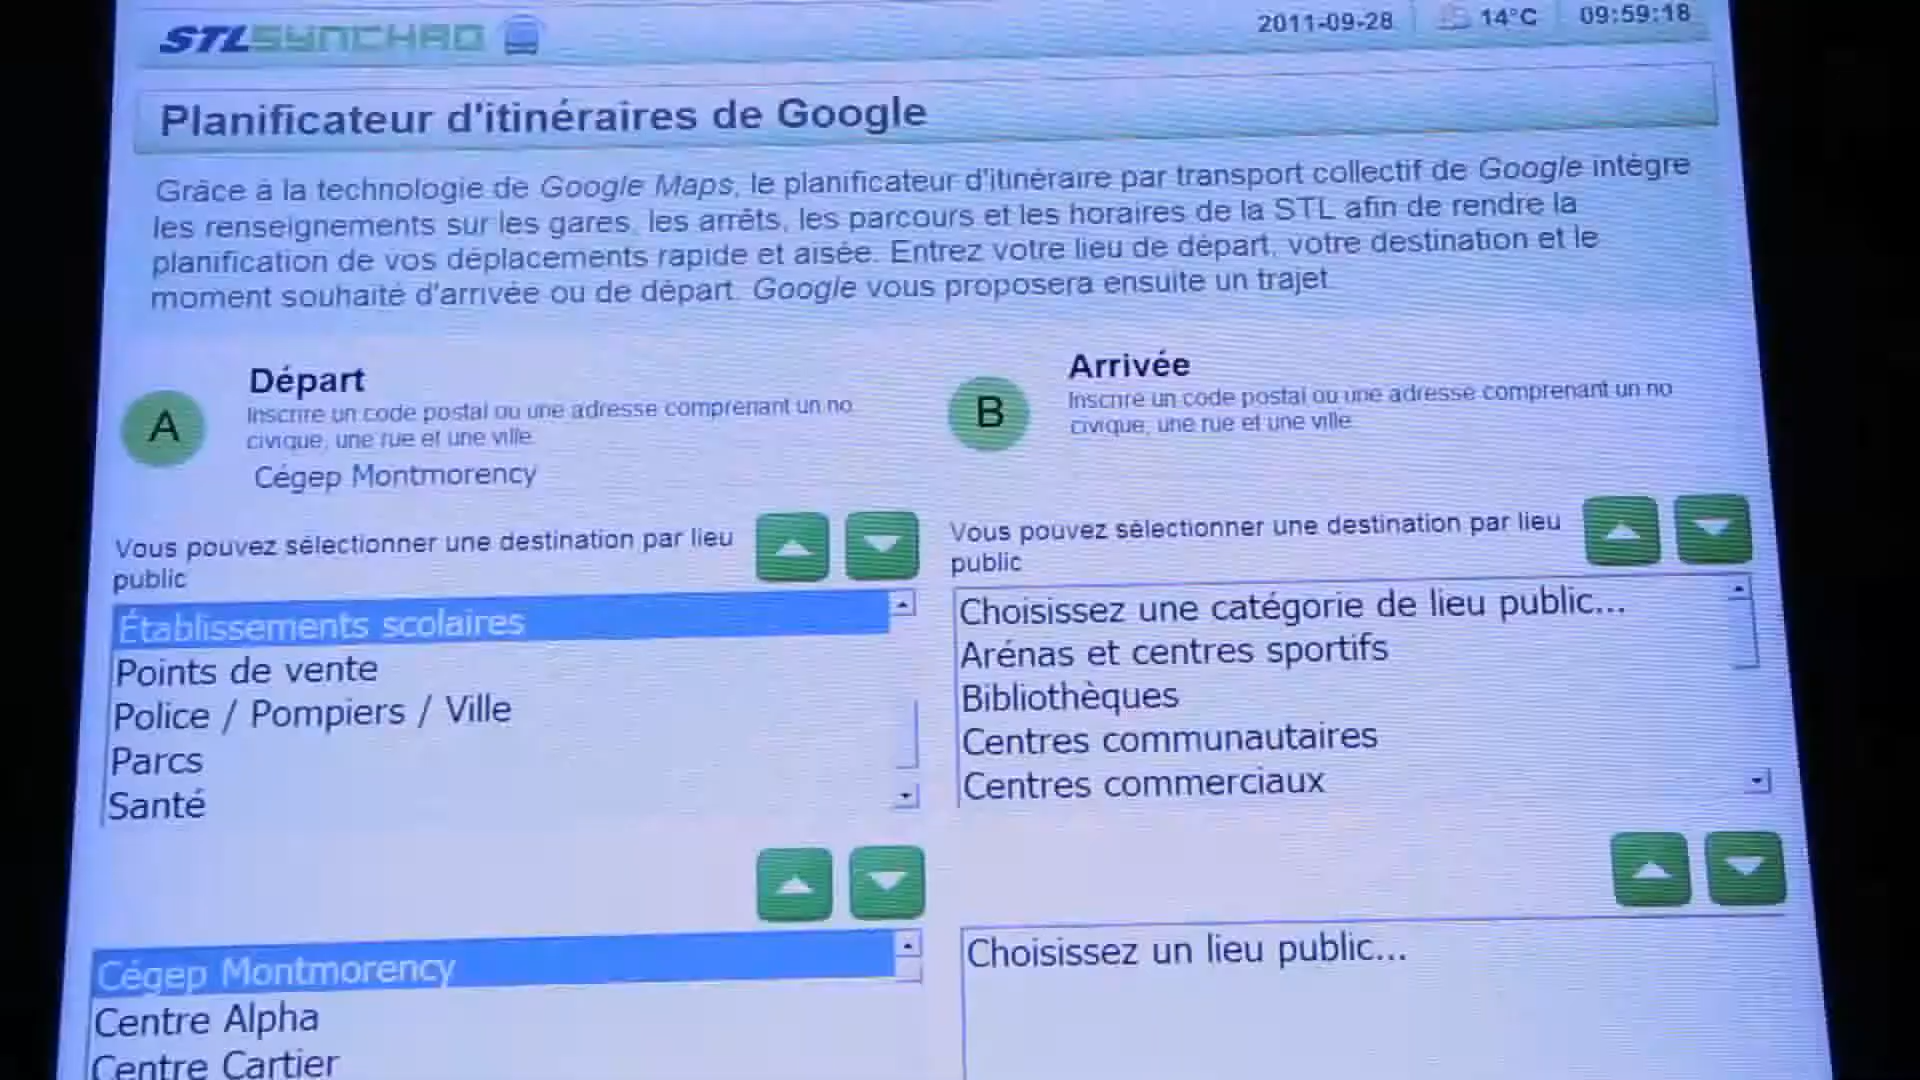 STLSYNCHRO
2011-09-28 14°C 09:59:18
Planificateur d'itinéraires de Google
Grâce à la technologie de Google Maps, le planificateur d'itinéraire par transport collectif de Google intègre
les renseignements sur les gares, les arrêts, les parcours et les horaires de la STL afin de rendre la
planification de vos déplacements rapide et aisée. Entrez votre lieu de départ, votre destination et le
moment souhaité d'arrivée ou de départ. Google vous proposera ensuite un trajet.
A
Départ
Inscrire un code postal ou une adresse comprenant un no
civique, une rue et une ville.
Cégep Montmorency
Vous pouvez sélectionner une destination par lieu
public
Établissements scolaires
Points de vente
Police / Pompiers / Ville
Parcs
Santé
Cégep Montmorency
Centre Alpha
Centre Cartier
B
Arrivée
Inscrire un code postal ou une adresse comprenant un no
civique, une rue et une ville.
Vous pouvez sélectionner une destination par lieu
public
Choisissez une catégorie de lieu public...
Arénas et centres sportifs
Bibliothèques
Centres communautaires
Centres commerciaux
Choisissez un lieu public...